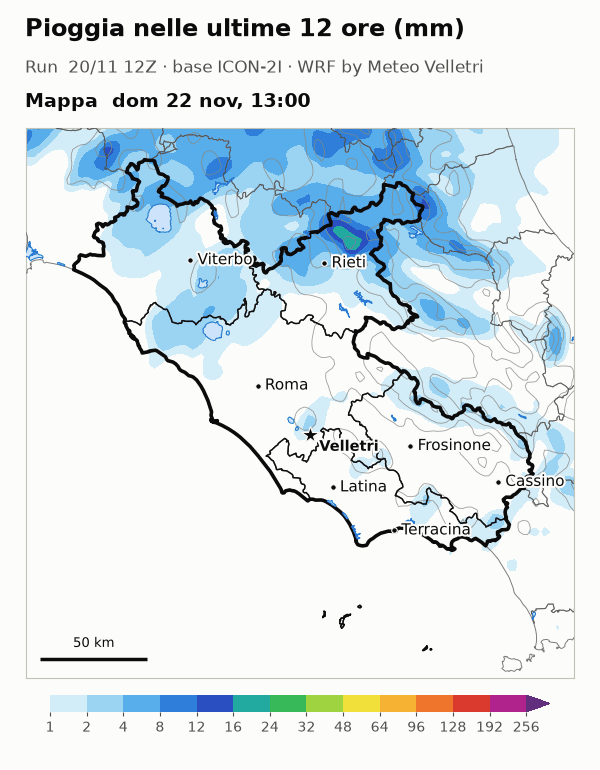 Pioggia nelle ultime 12 ore (mm)
Run  20/11 12Z · base ICON-2I · WRF by Meteo Velletri
Mappa  dom 22 nov, 13:00
Viterbo
Rieti
Roma
Velletri
Frosinone
Latina
Cassino
Terracina
50 km
1 2 4 8 12 16 24 32 48 64 96 128 192 256